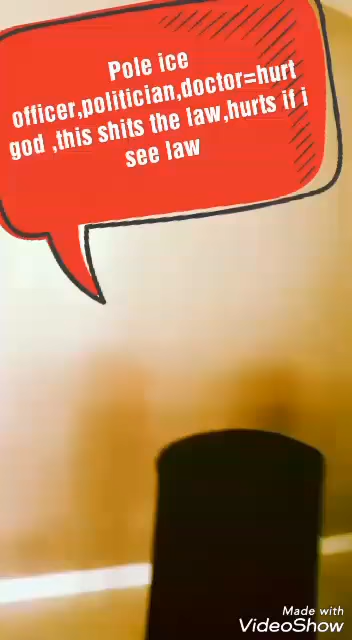 Pole ice
officer,politician,doctor=hurt
god ,this shits the law,hurts if i
see law
Made with
VideoShow